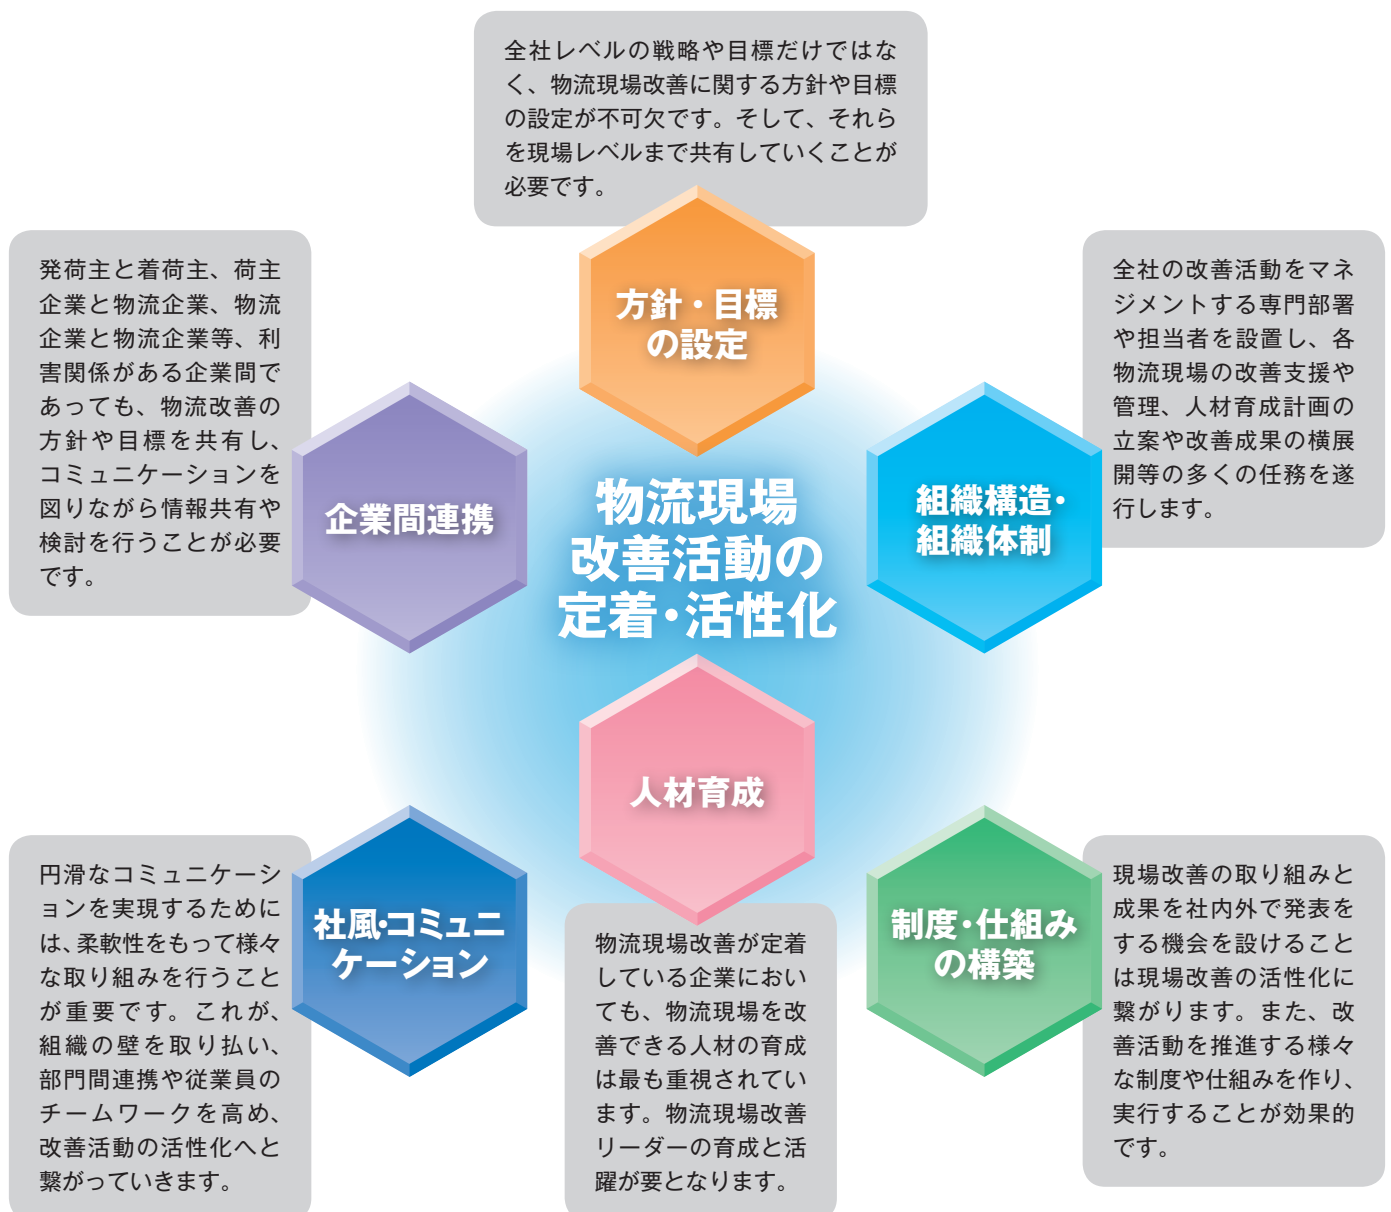 全社レベルの戦略や目標だけではな
く、物流現場改善に関する方針や目標
の設定が不可欠です。そして、それら
を現場レベルまで共有していくことが
必要です。
方針・目標
の設定
発荷主と着荷主、荷主
企業と物流企業、物流
企業と物流企業等、利
害関係がある企業間で
あっても、物流改善の
方針や目標を共有し、
コミュニケーションを
図りながら情報共有や
検討を行うことが必要
です。
企業間連携
物流現場
改善活動の
定着・活性化
組織構造・
組織体制
全社の改善活動をマネ
ジメントする専門部署
や担当者を設置し、各
物流現場の改善支援や
管理、人材育成計画の
立案や改善成果の横展
開等の多くの任務を遂
行します。
人材育成
円滑なコミュニケーシ
ョンを実現するために
は、柔軟性をもって様々
な取り組みを行うこと
が重要です。これが、
組織の壁を取り払い、
部門間連携や従業員の
チームワークを高め、
改善活動の活性化へと
繋がっていきます。
社風・コミュニ
ケーション
物流現場改善が定着
している企業におい
ても、物流現場を改
善できる人材の育成
は最も重視されてい
ます。物流現場改善
リーダーの育成と活
躍が要となります。
制度・仕組み
の構築
現場改善の取り組みと
成果を社内外で発表を
する機会を設けること
は現場改善の活性化に
繋がります。また、改
善活動を推進する様々
な制度や仕組みを作り、
実行することが効果的
です。